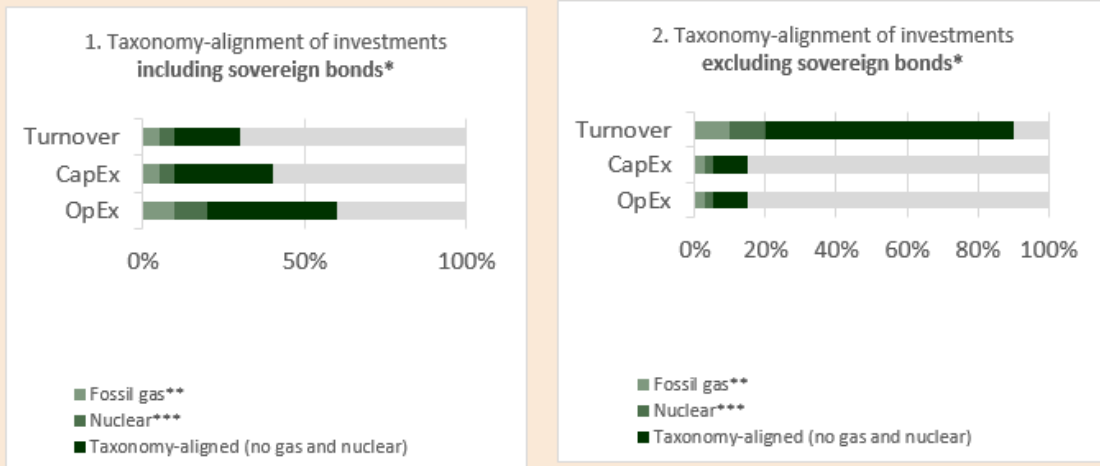 1. Taxonomy-alignment of investments
including sovereign bonds*
Turnover
CapEx
OpEx
0% 50% 100%
Fossil gas**
Nuclear***
Taxonomy-aligned (no gas and nuclear)
2. Taxonomy-alignment of investments
excluding sovereign bonds*
Turnover
CapEx
OpEx
0% 20% 40% 60% 80% 100%
Fossil gas**
Nuclear***
Taxonomy-aligned (no gas and nuclear)